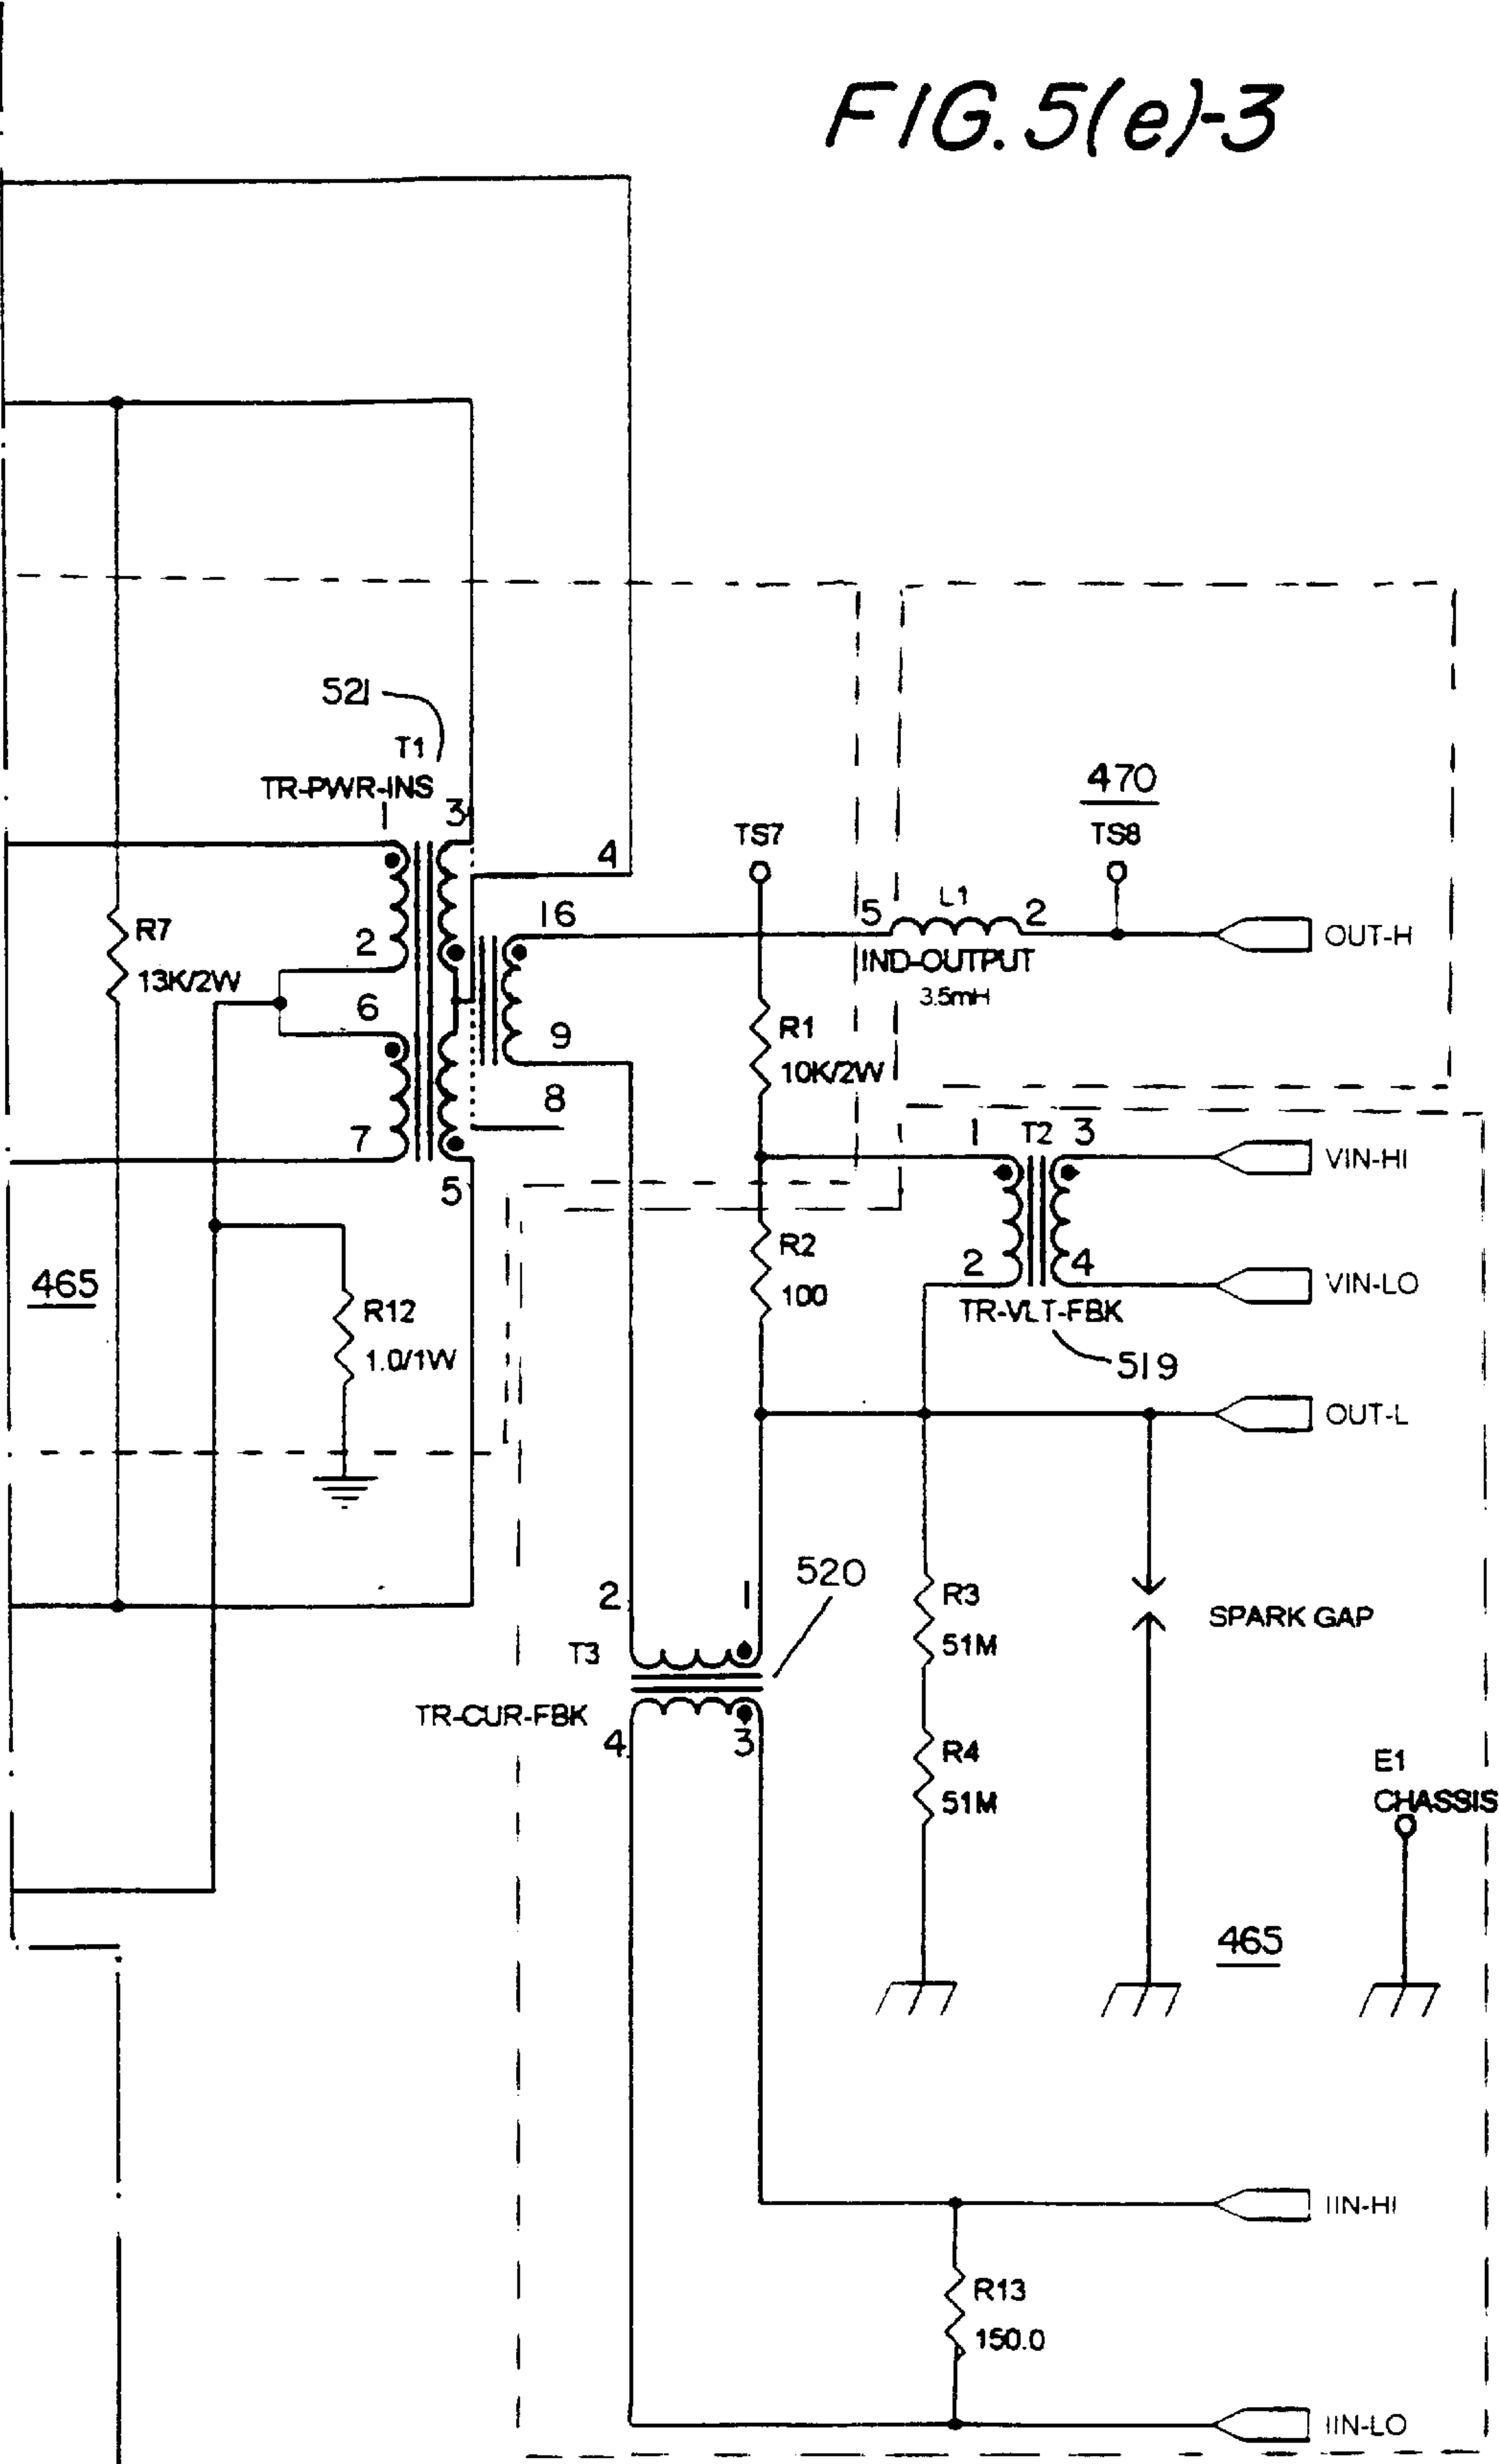 FIG. 5(e)-3
521
T1
TR-PWR-INS
1
3
4
470
TS7
TS8
16
5
L1
2
OUT-H
R7
13K/2W
2
IND-OUTPUT
3.5mH
6
9
R1
10K/2W
8
7
1
T2
3
VIN-HI
5
R2
100
2
4
VIN-LO
TR-VLT-FBK
465
R12
1.0/1W
519
OUT-L
520
2
1
R3
51M
SPARK GAP
T3
TR-CUR-FBK
4
3
R4
51M
E1
CHASSIS
465
IIN-HI
R13
150.0
IIN-LO